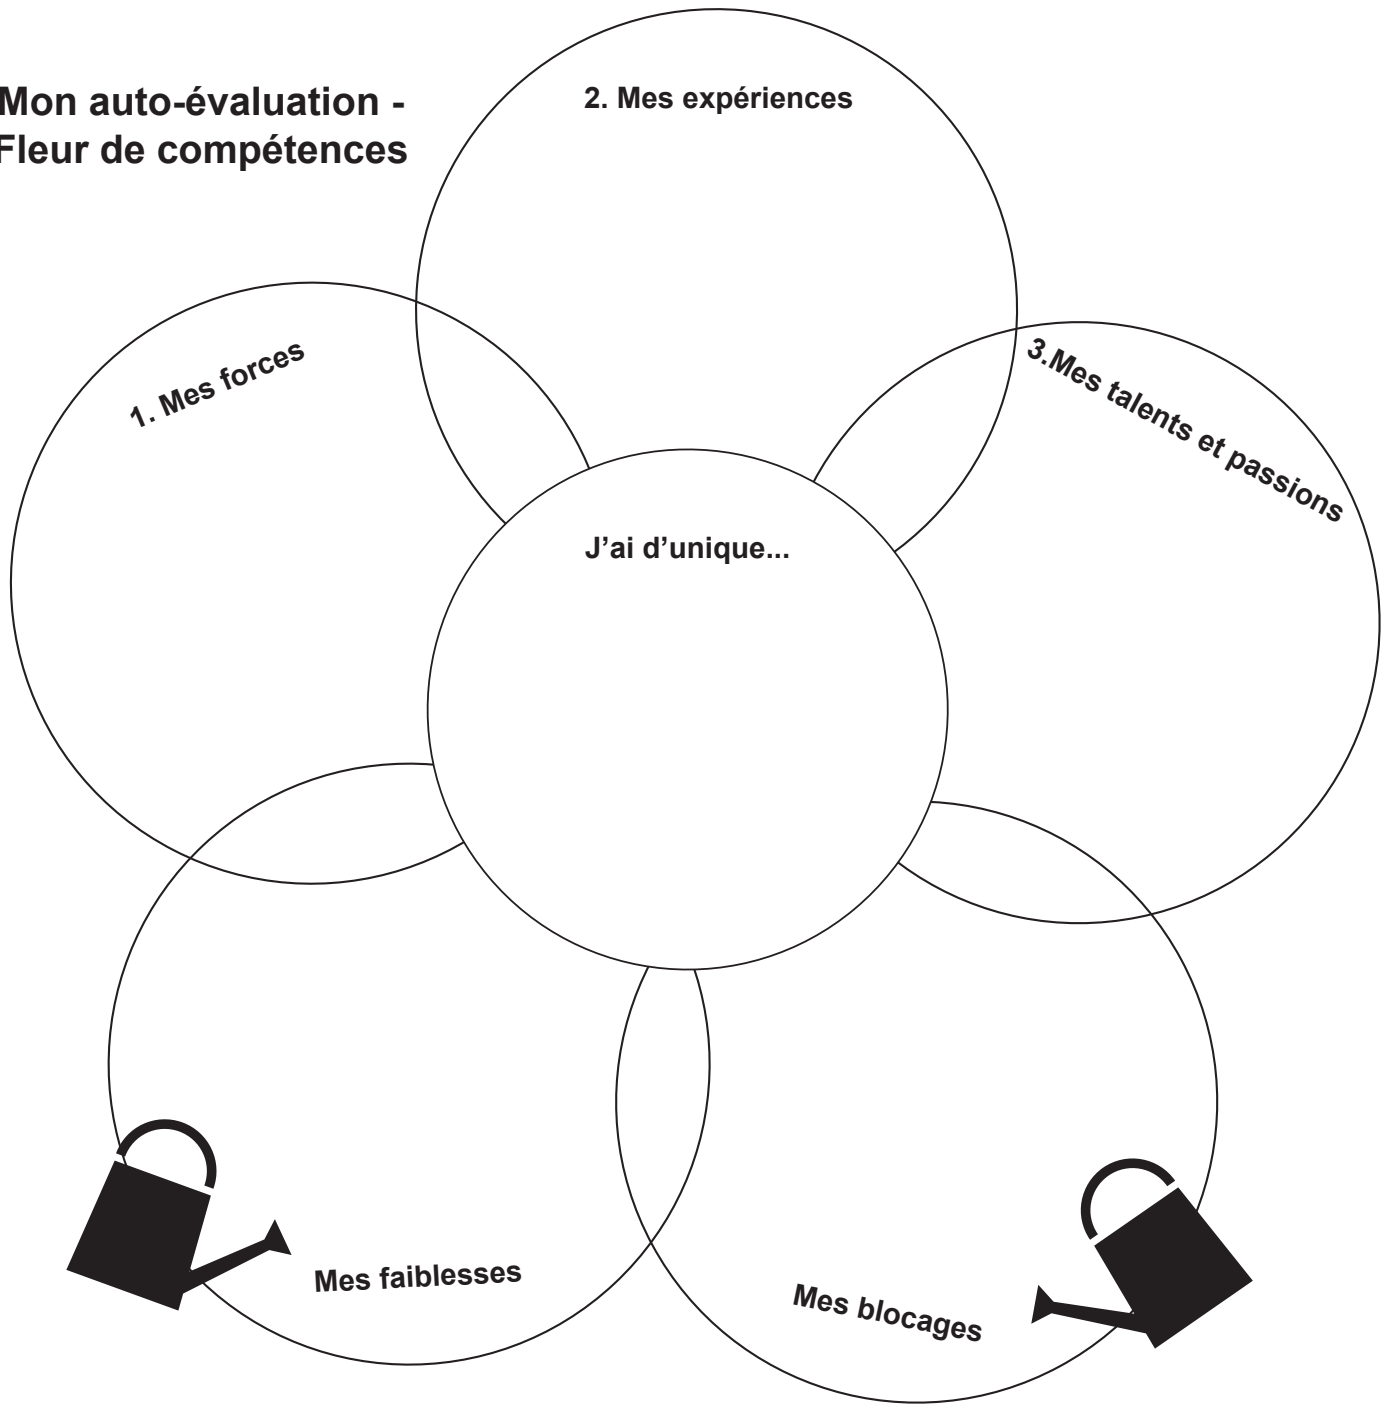 Mon auto-évaluation -
Fleur de compétences
2. Mes expériences
1. Mes forces
3.Mes talents et passions
J’ai d’unique...
Mes faiblesses
Mes blocages